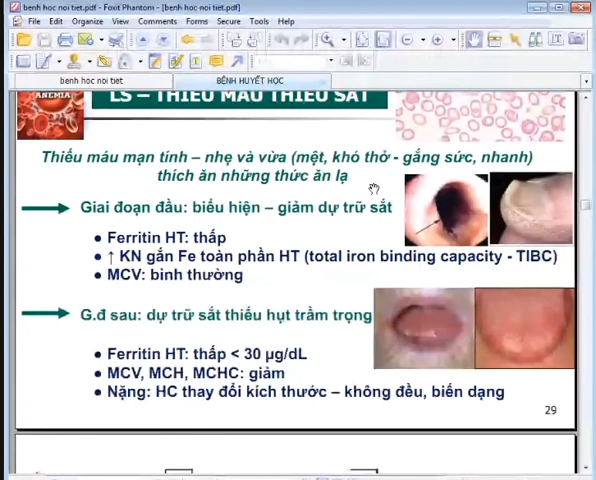 benh hoc noi tiet.pdf - Foxit Phantom - [benh hoc noi tiet.pdf]
File Edit Organize View Comments Forms Secure Tools Help
benh hoc noi tiet BỆNH HUYẾT HỌC
ANEMIA
LS – THIẾU MÁU THIẾU SẮT
Thiếu máu mạn tính – nhẹ và vừa (mệt, khó thở - gắng sức, nhanh)
thích ăn những thức ăn lạ
Giai đoạn đầu: biểu hiện – giảm dự trữ sắt
• Ferritin HT: thấp
• ↑ KN gắn Fe toàn phần HT (total iron binding capacity - TIBC)
• MCV: bình thường
G.đ sau: dự trữ sắt thiếu hụt trầm trọng
• Ferritin HT: thấp < 30 µg/dL
• MCV, MCH, MCHC: giảm
• Nặng: HC thay đổi kích thước – không đều, biến dạng
29